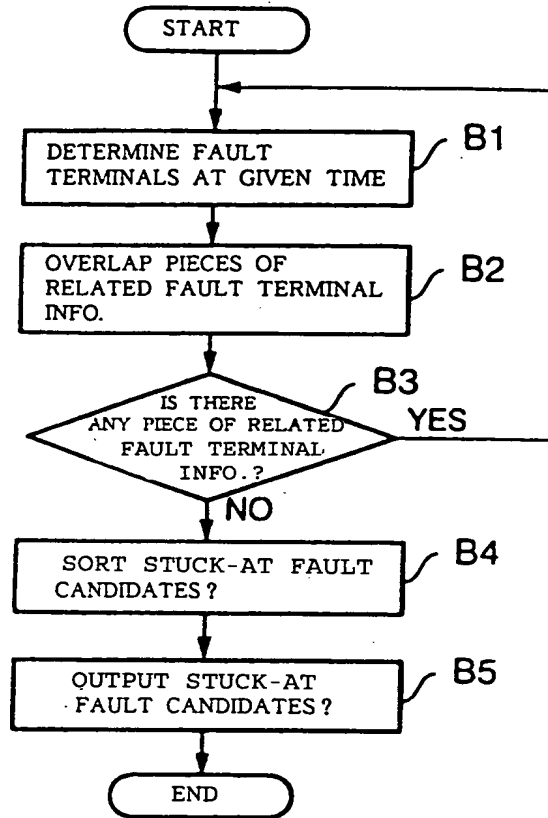 START
DETERMINE FAULT
TERMINALS AT GIVEN TIME
B1
OVERLAP PIECES OF
RELATED FAULT TERMINAL
INFO.
B2
IS THERE
ANY PIECE OF RELATED
FAULT TERMINAL
INFO.?
B3
YES
NO
SORT STUCK-AT FAULT
CANDIDATES?
B4
OUTPUT STUCK-AT
FAULT CANDIDATES?
B5
END